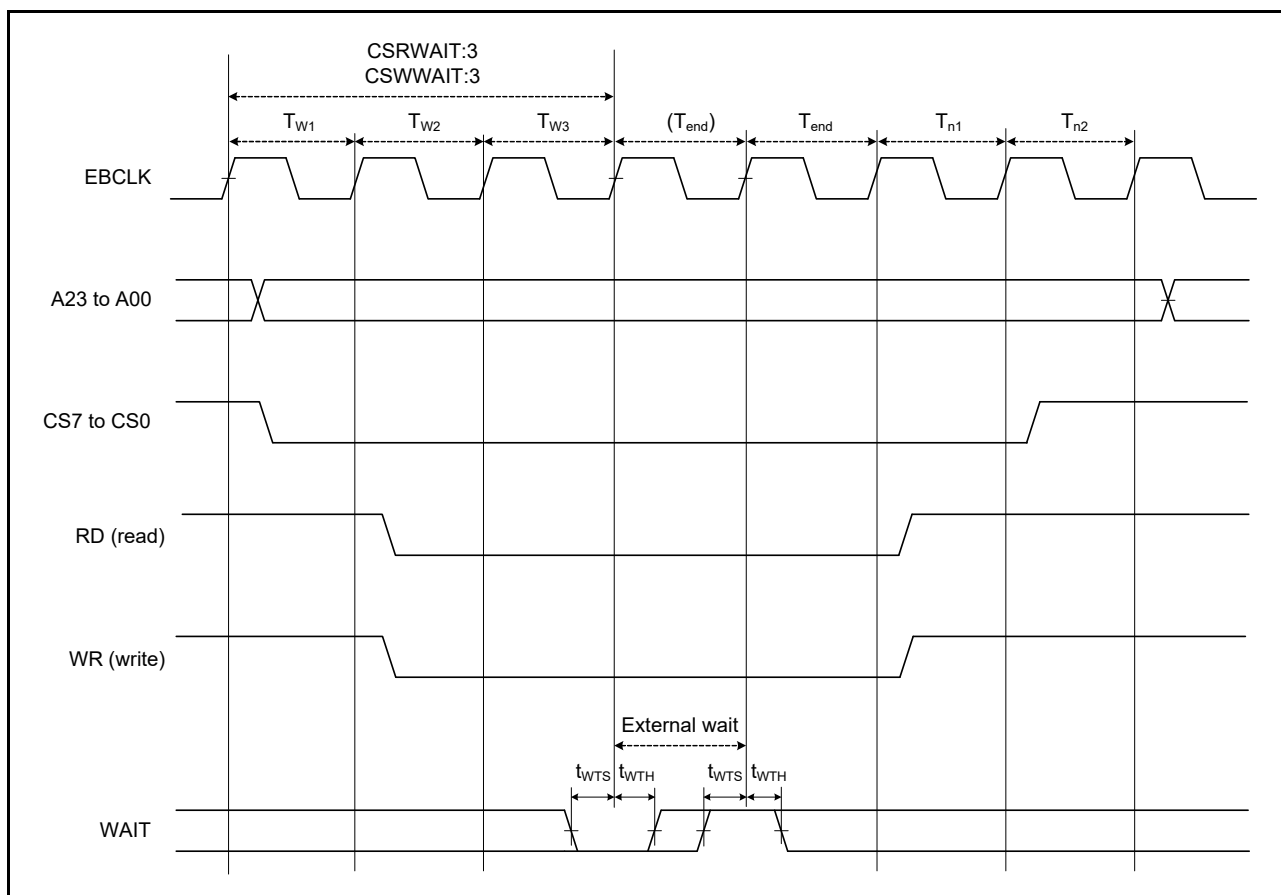 CSRWAIT:3
CSWWAIT:3
TW1 TW2 TW3 (Tend) Tend Tn1 Tn2
EBCLK
A23 to A00
CS7 to CS0
RD (read)
WR (write)
External wait
tWTS tWTH tWTS tWTH
WAIT